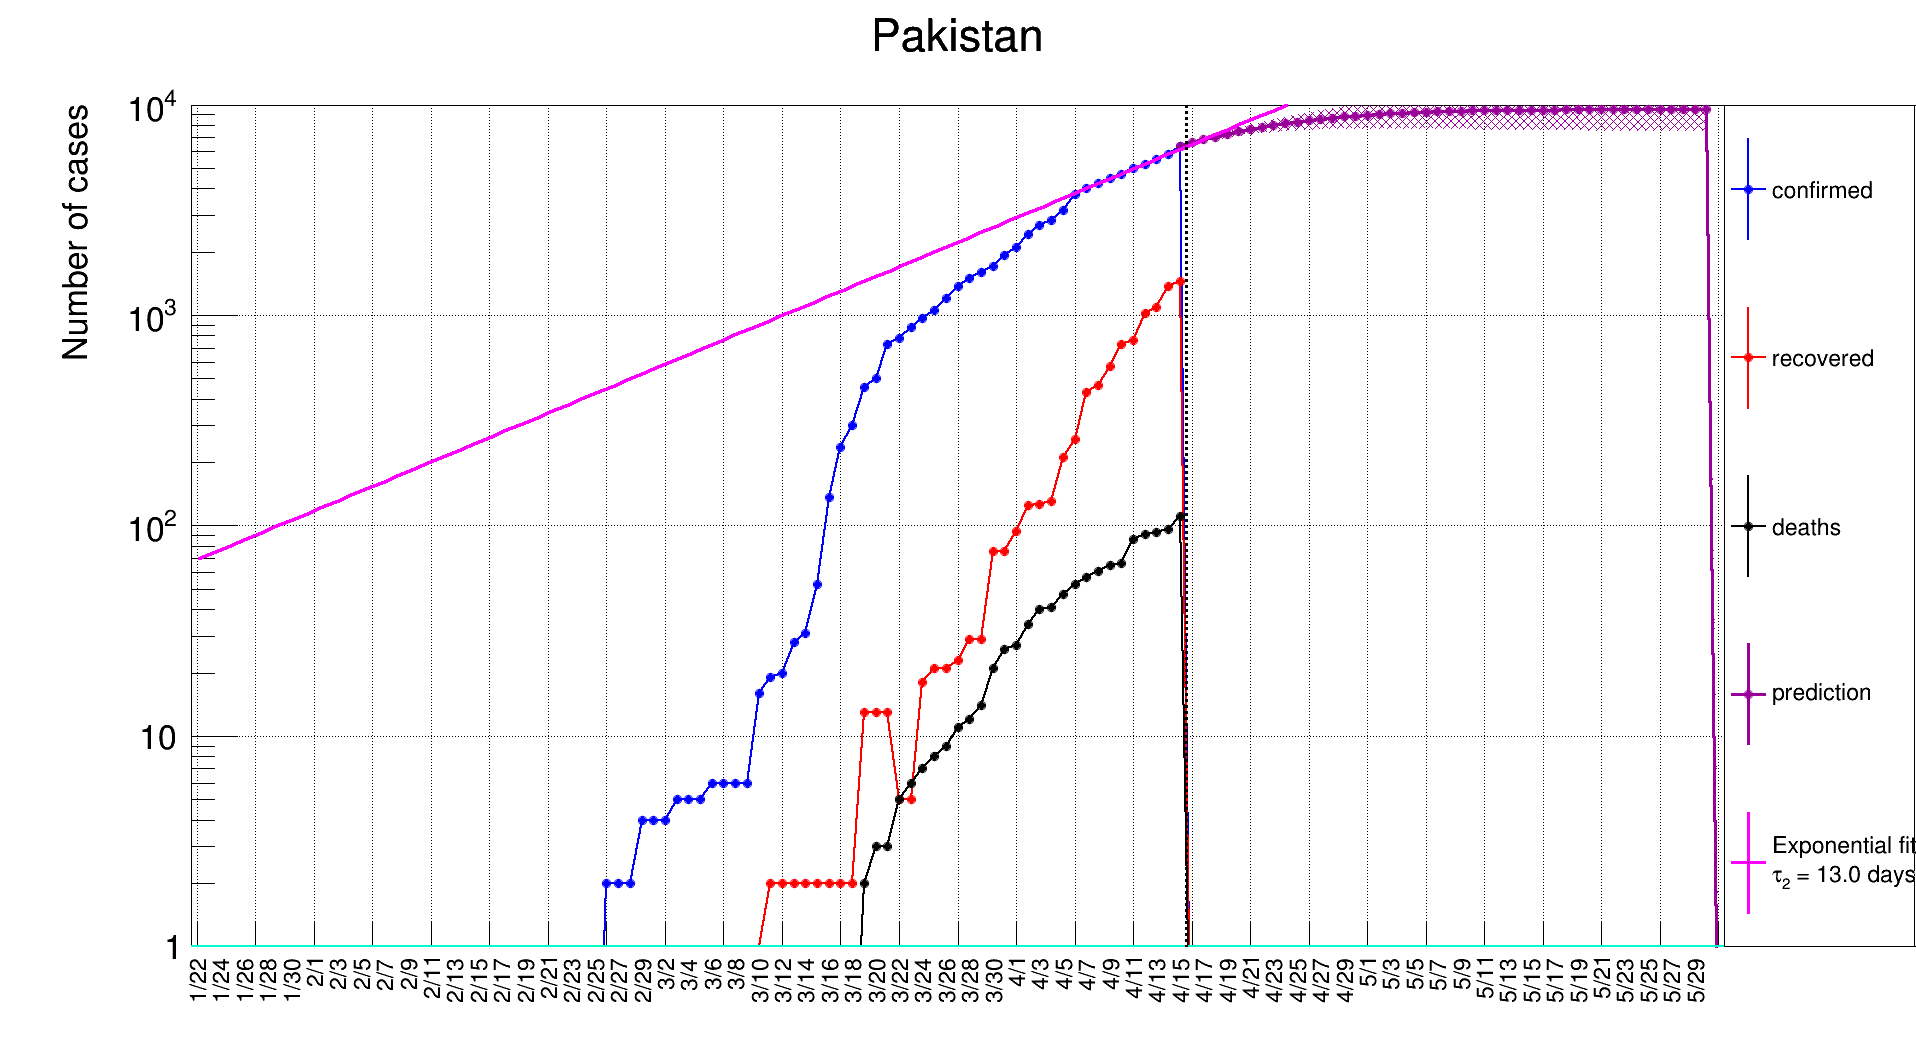 Pakistan
Number of cases
10^4
10^3
10^2
10
1
1/22 1/24 1/26 1/28 1/30 2/1 2/3 2/5 2/7 2/9 2/11 2/13 2/15 2/17 2/19 2/21 2/23 2/25 2/27 2/29 3/2 3/4 3/6 3/8 3/10 3/12 3/14 3/16 3/18 3/20 3/22 3/24 3/26 3/28 3/30 4/1 4/3 4/5 4/7 4/9 4/11 4/13 4/15 4/17 4/19 4/21 4/23 4/25 4/27 4/29 5/1 5/3 5/5 5/7 5/9 5/11 5/13 5/15 5/17 5/19 5/21 5/23 5/25 5/27 5/29
confirmed
recovered
deaths
prediction
Exponential fit
τ₂ = 13.0 days